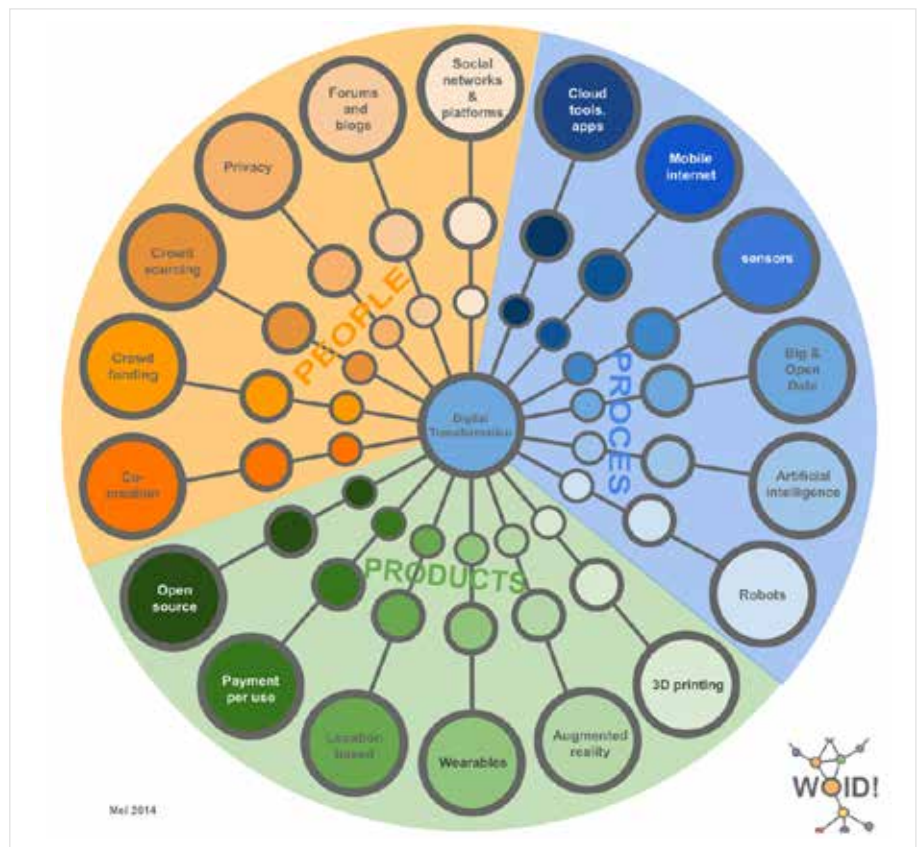 Social
networks
&
platforms
Cloud
tools.
apps
Mobile
internet
sensors
Big &
Open
Data
Artificial
intelligence
Robots
3D printing
Augmented
reality
Wearables
Location
based
Payment
per use
Open
source
Co-
creation
Crowd
funding
Crowd
sourcing
Privacy
Forums
and
blogs
PEOPLE
PROCES
PRODUCTS
Digital
Transformation
Mei 2014
WOID!